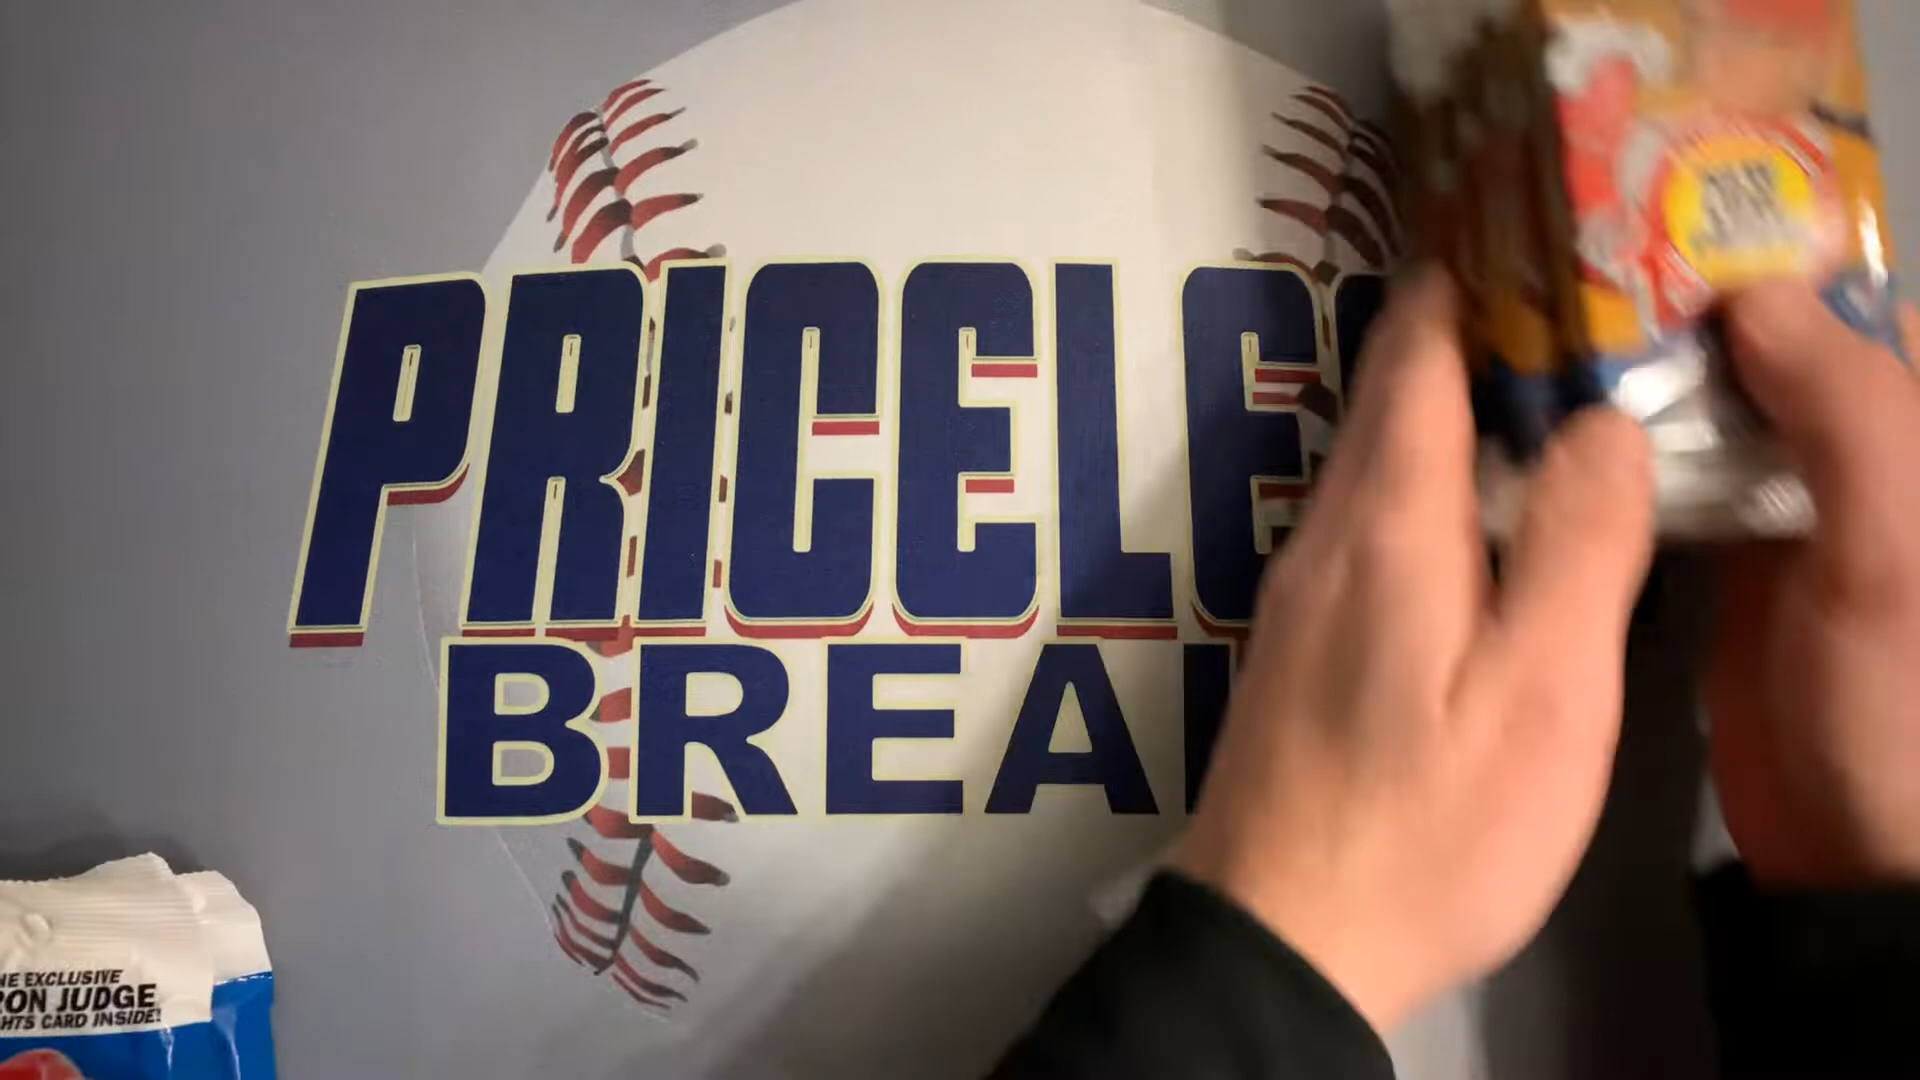 PRICELE
BREA
NE EXCLUSIVE
RON JUDGE
HTS CARD INSIDE!